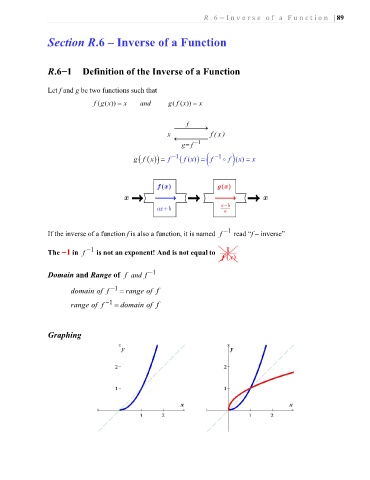 R.6−Inverse of a Function | 89
Section R.6 – Inverse of a Function
R.6−1 Definition of the Inverse of a Function
Let f and g be two functions such that
f(g(x)) = x and g(f(x)) = x
f
x f(x)
g=f⁻¹
g(f(x)) = f⁻¹(f(x)) = (f⁻¹∘f)(x) = x
f(x) g(x)
x ax+b x−b/a x
If the inverse of a function f is also a function, it is named f⁻¹ read “f – inverse”
The −1 in f⁻¹ is not an exponent! And is not equal to 1/f(x)
Domain and Range of f and f⁻¹
domain of f⁻¹ = range of f
range of f⁻¹ = domain of f
Graphing
3 3
y y
2 2
1 1
x x
1 2 1 2